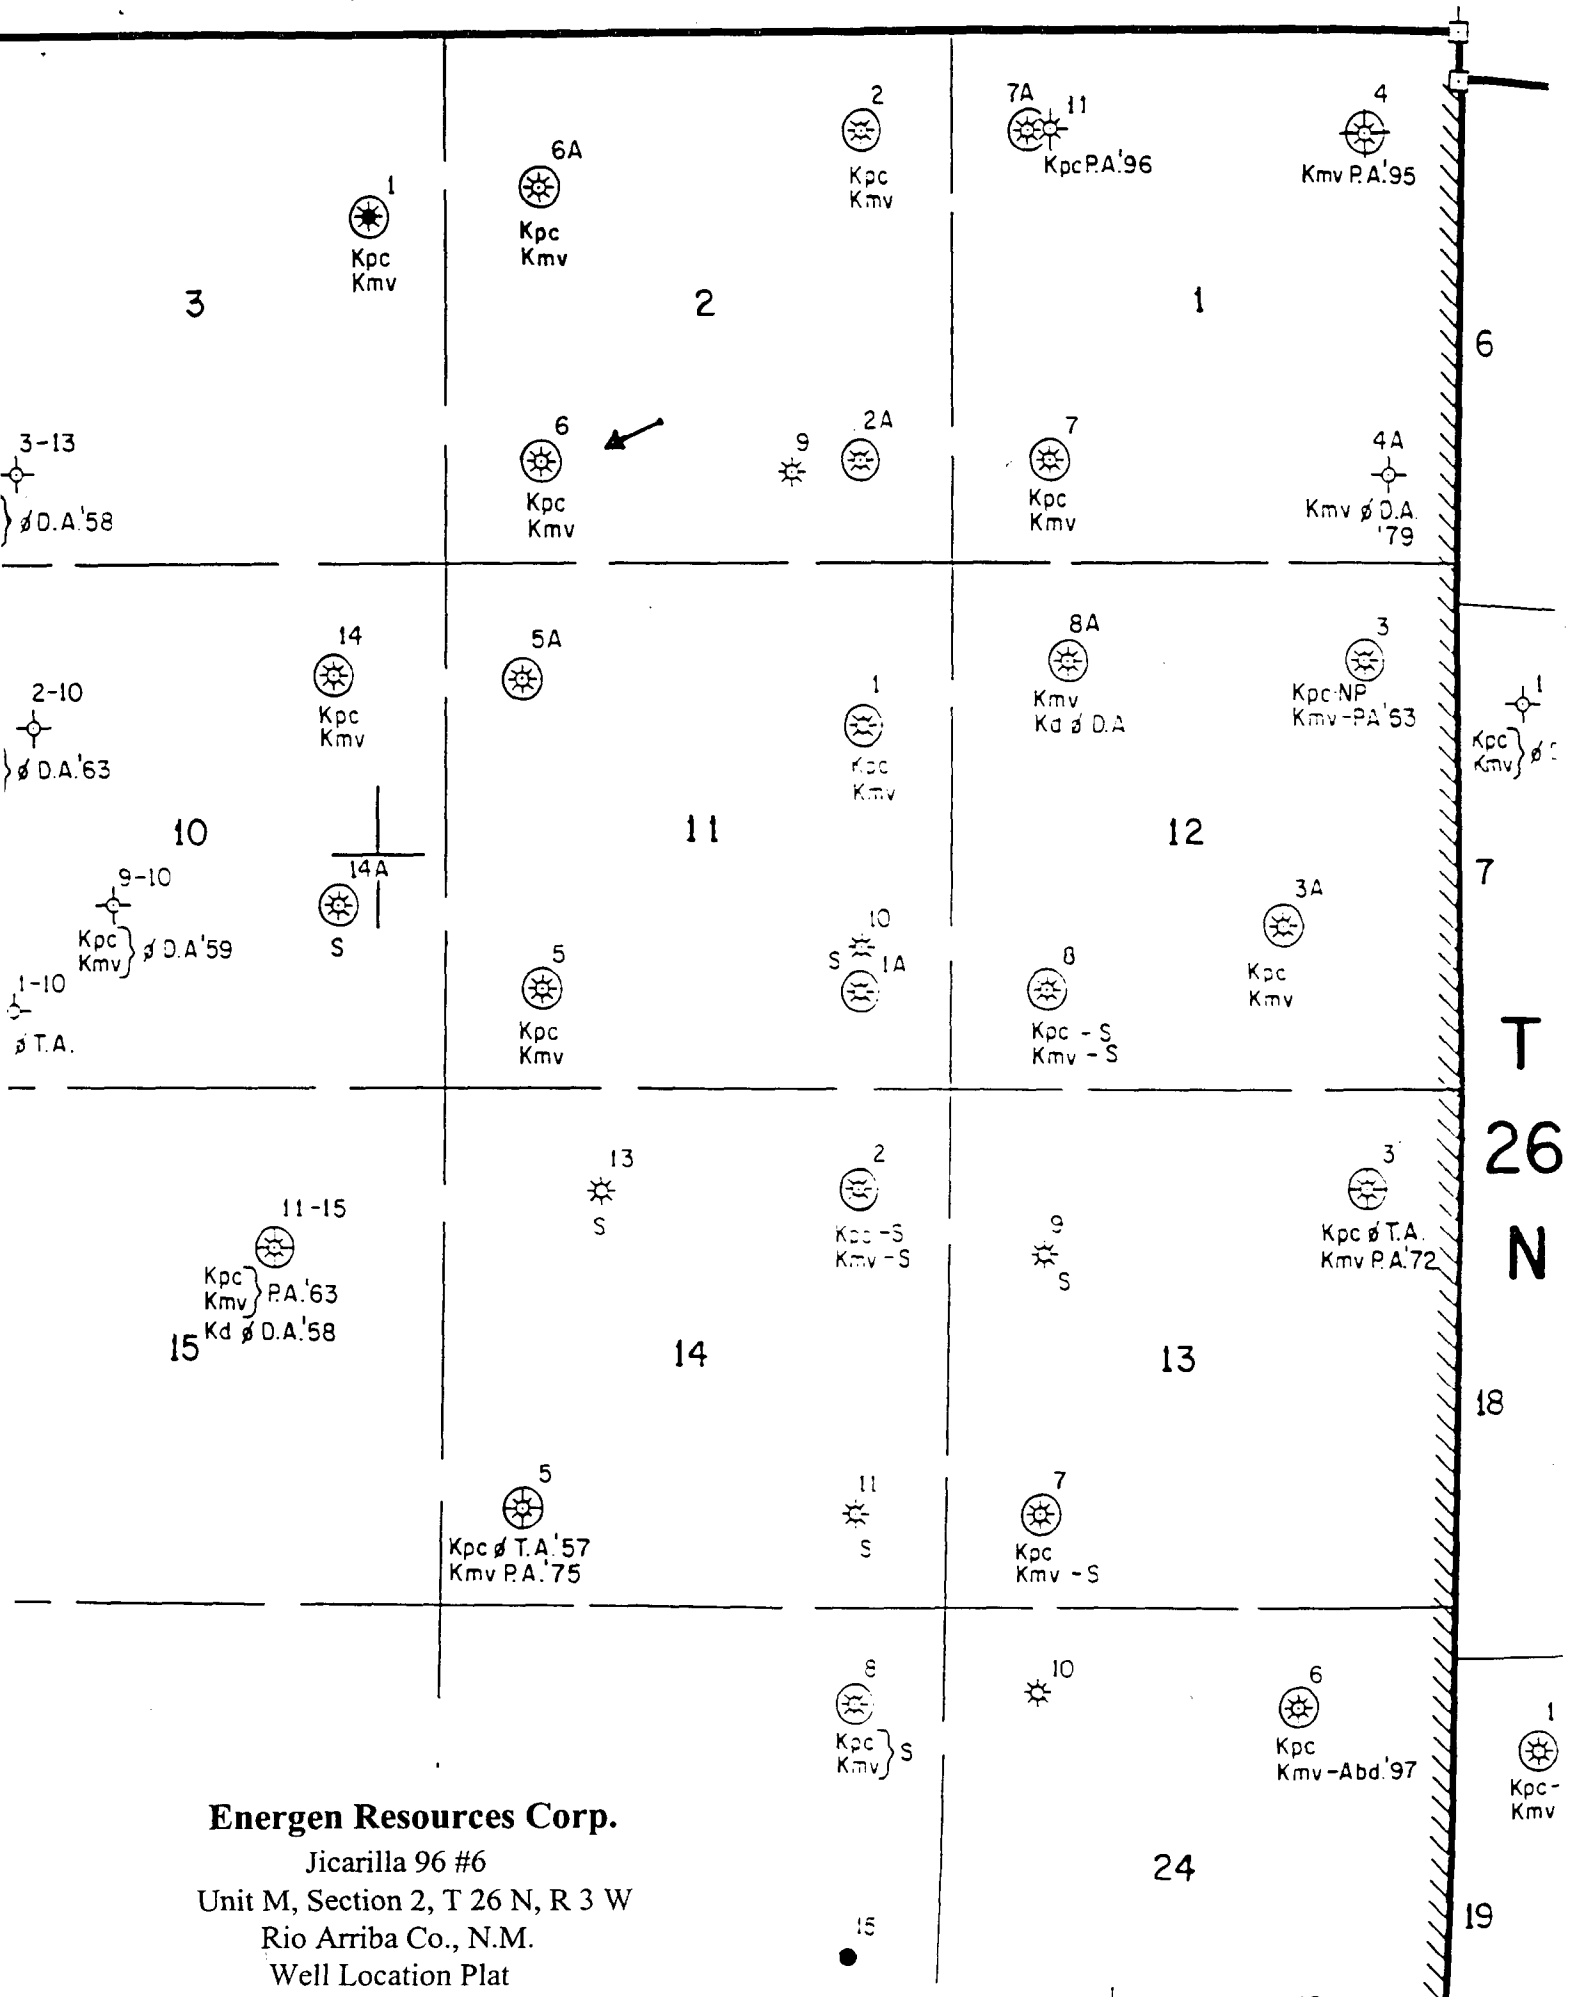 2
7A
11
4
6A
1
Kpc
Kmv
KpcP.A.'96
Kmv P.A.'95
Kpc
Kmv
Kpc
Kmv
3
2
1
6
3-13
6
9
2A
7
4A
ø D.A.'58
Kpc
Kmv
Kpc
Kmv
Kmv ø D.A.
'79
14
5A
8A
3
2-10
1
1
Kpc
Kmv
Kmv
Kd ø D.A
Kpc-NP
Kmv-P.A.'63
ø D.A.'63
Kpc
Kmv
Kpc
Kmv } ø
10
11
12
7
9-10
14A
3A
10
Kpc
Kmv } ø D.A.'59
S
5
S
1A
8
Kpc
Kmv
1-10
ø T.A.
Kpc
Kmv
Kpc - S
Kmv - S
T
26
N
13
2
3
11-15
S
9
Kpc -S
Kmv -S
S
Kpc ø T.A.
Kmv P.A.'72
Kpc
Kmv } P.A.'63
Kd ø D.A.'58
15
14
13
18
5
11
7
Kpc ø T.A.'57
Kmv P.A.'75
S
Kpc
Kmv -S
8
10
6
1
Kpc
Kmv } S
Kpc
Kmv-Abd.'97
Kpc-
Kmv
Energen Resources Corp.
Jicarilla 96 #6
Unit M, Section 2, T 26 N, R 3 W
Rio Arriba Co., N.M.
Well Location Plat
24
19
15